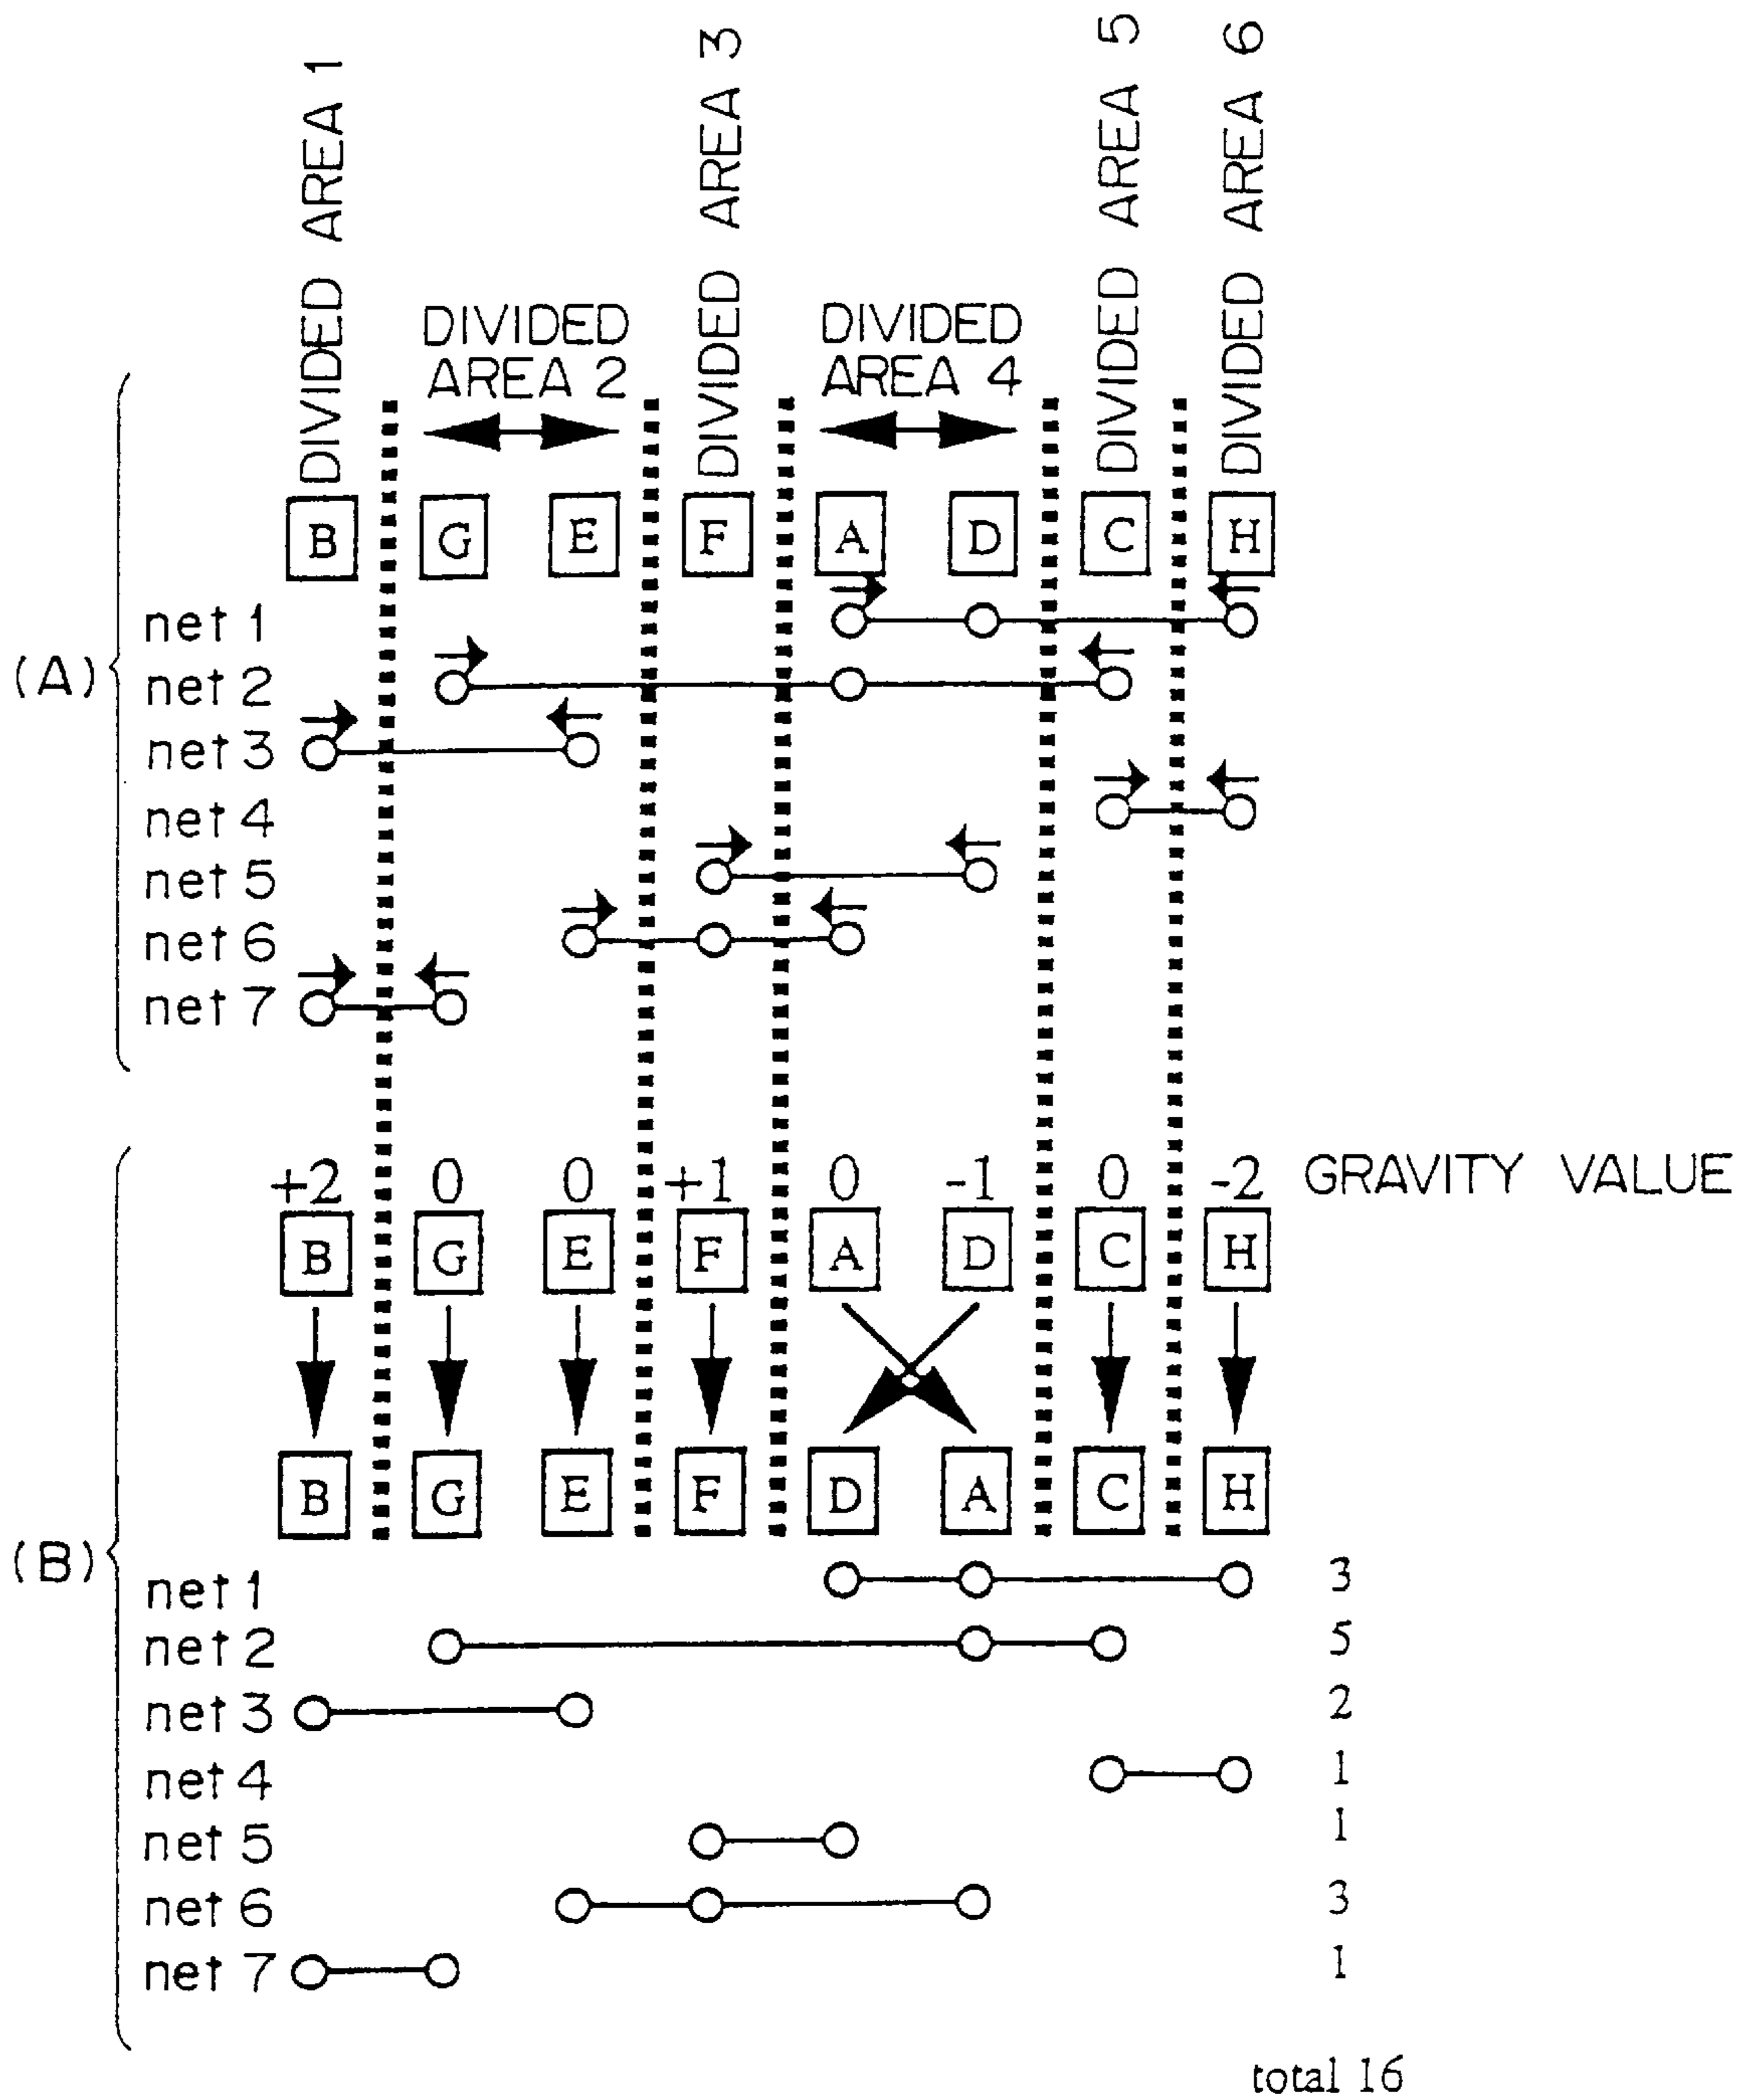 DIVIDED AREA 1
DIVIDED AREA 2
DIVIDED AREA 3
DIVIDED AREA 4
DIVIDED AREA 5
DIVIDED AREA 6
(A)
B G E F A D C H
net 1
net 2
net 3
net 4
net 5
net 6
net 7
(B)
+2 0 0 +1 0 -1 0 -2 GRAVITY VALUE
B G E F A D C H
B G E F D A C H
net 1 3
net 2 5
net 3 2
net 4 1
net 5 1
net 6 3
net 7 1
total 16